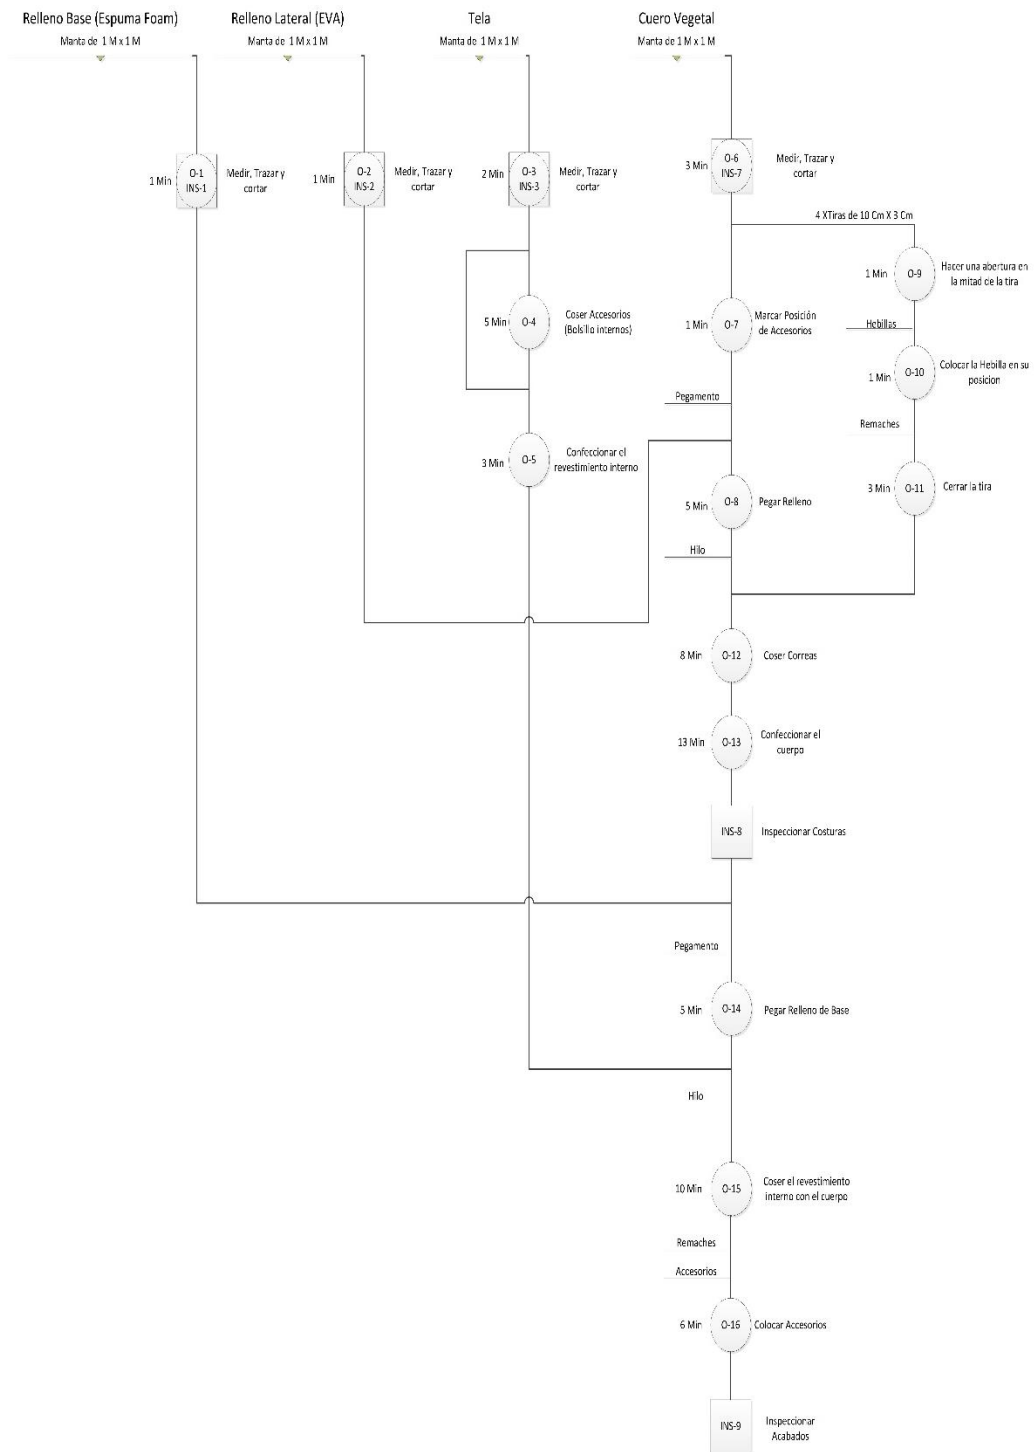 Relleno Base (Espuma Foam)
Manta de 1 M x 1 M
Relleno Lateral (EVA)
Manta de 1 M x 1 M
Tela
Manta de 1 M x 1 M
Cuero Vegetal
Manta de 1 M x 1 M
1 Min
O-1
INS-1
Medir, Trazar y
cortar
1 Min
O-2
INS-2
Medir, Trazar y
cortar
2 Min
O-3
INS-3
Medir, Trazar y
cortar
3 Min
O-6
INS-7
Medir, Trazar y
cortar
4 XTiras de 10 Cm X 3 Cm
1 Min
O-9
Hacer una abertura en
la mitad de la tira
5 Min
O-4
Coser Accesorios
(Bolsillo internos)
1 Min
O-7
Marcar Posición
de Accesorios
Hebillas
1 Min
O-10
Colocar la Hebilla en su
posicion
Pegamento
Remaches
3 Min
O-5
Confeccionar el
revestimiento interno
5 Min
O-8
Pegar Relleno
3 Min
O-11
Cerrar la tira
Hilo
8 Min
O-12
Coser Correas
13 Min
O-13
Confeccionar el
cuerpo
INS-8
Inspeccionar Costuras
Pegamento
5 Min
O-14
Pegar Relleno de Base
Hilo
10 Min
O-15
Coser el revestimiento
interno con el cuerpo
Remaches
Accesorios
6 Min
O-16
Colocar Accesorios
INS-9
Inspeccionar
Acabados